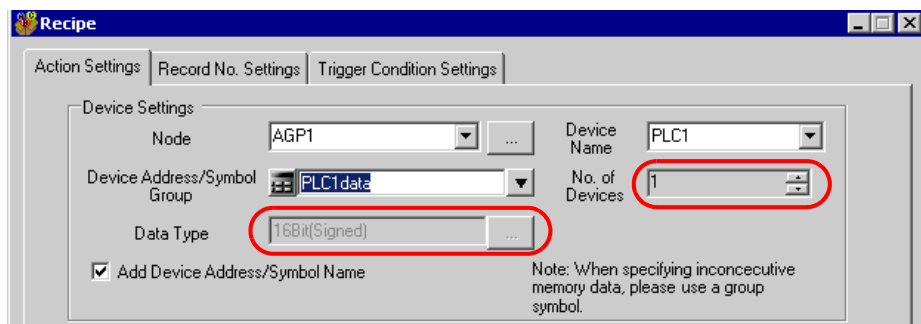 Recipe
Action Settings
Record No. Settings
Trigger Condition Settings
Device Settings
Node
AGP1
...
Device
Name
PLC1
Device Address/Symbol
Group
PLC1data
No. of
Devices
1
Data Type
16Bit(Signed)
...
Add Device Address/Symbol Name
Note: When specifying inconcecutive
memory data, please use a group
symbol.